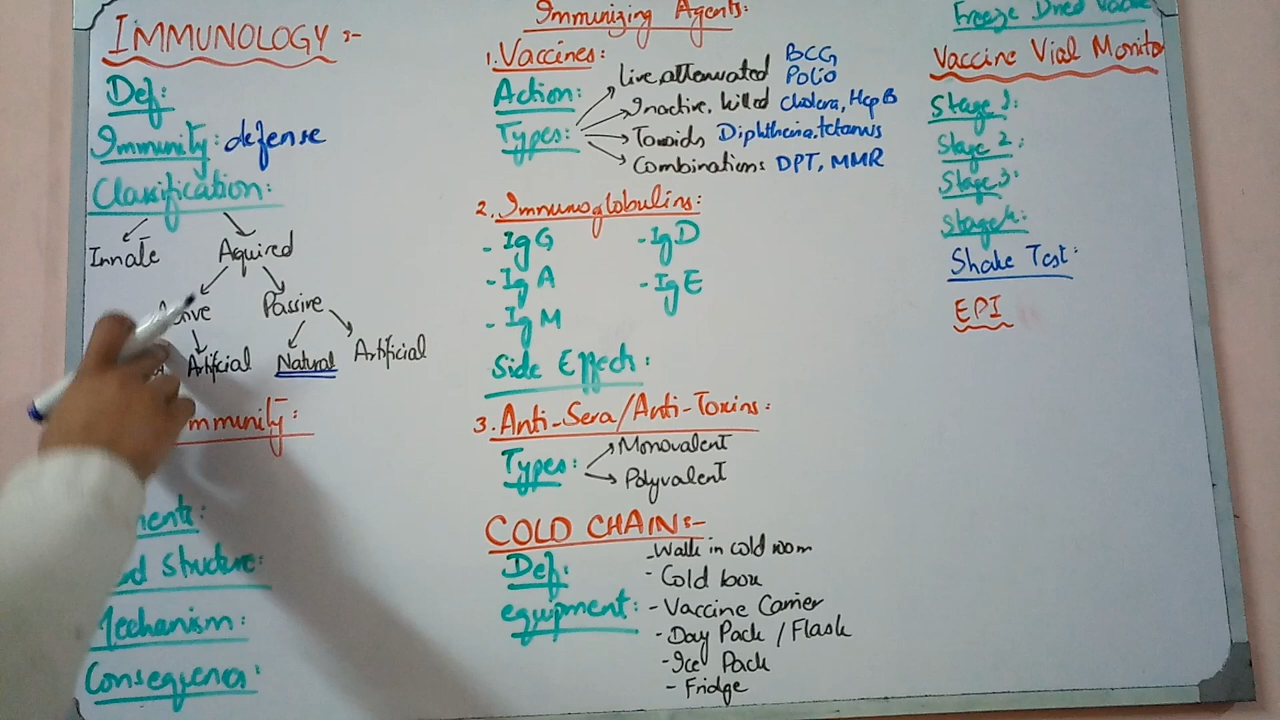 IMMUNOLOGY :-
Def:
Immunity: defense
Classification:
Innate Aquired
Passive
Artificial Natural Artificial
Mechanism:
Consequence:
Immunizing Agents:
1. Vaccines:
Action:
Types:
Live, attenuated BCG Polio
Inactive, killed Cholera, Hep B
Toxoids Diphtheria, tetanus
Combinations DPT, MMR
2. Immunoglobulins:
- IgG - IgD
- IgA - IgE
- IgM
Side Effects:
3. Anti-Sera/Anti-Toxins:
Types: Monovalent
Polyvalent
COLD CHAIN:-
Def:
equipment:
- Walk in cold room
- Cold box
- Vaccine Carrier
- Day Pack / Flask
- Ice Pack
- Fridge
Freeze Dried
Vaccine Vial Monitor
Stage 1:
Stage 2:
Stage 3:
Stage 4:
Shake Test:
EPI